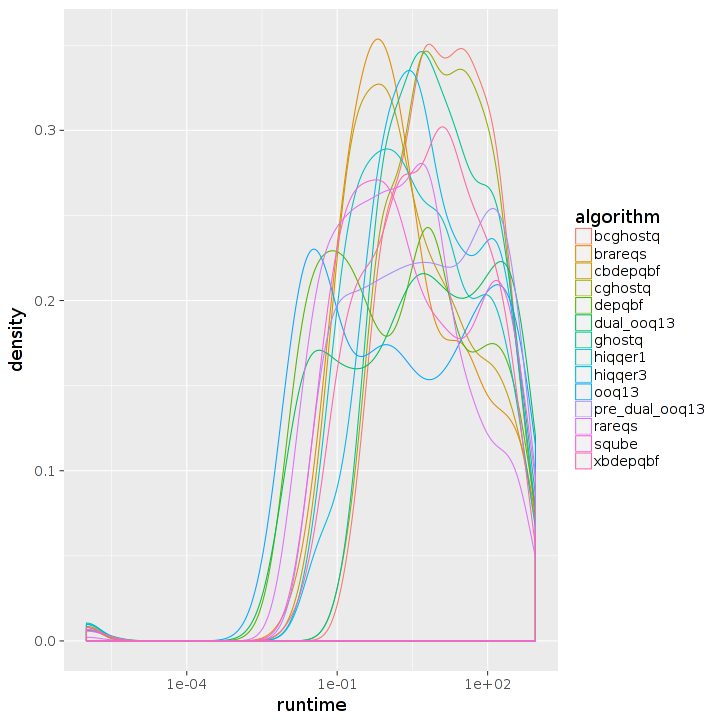 density
0.3
0.2
0.1
0.0
1e-04
1e-01
1e+02
runtime
algorithm
bcghostq
brareqs
cbdepqbf
cghostq
depqbf
dual_ooq13
ghostq
hiqqer1
hiqqer3
ooq13
pre_dual_ooq13
rareqs
sqube
xbdepqbf